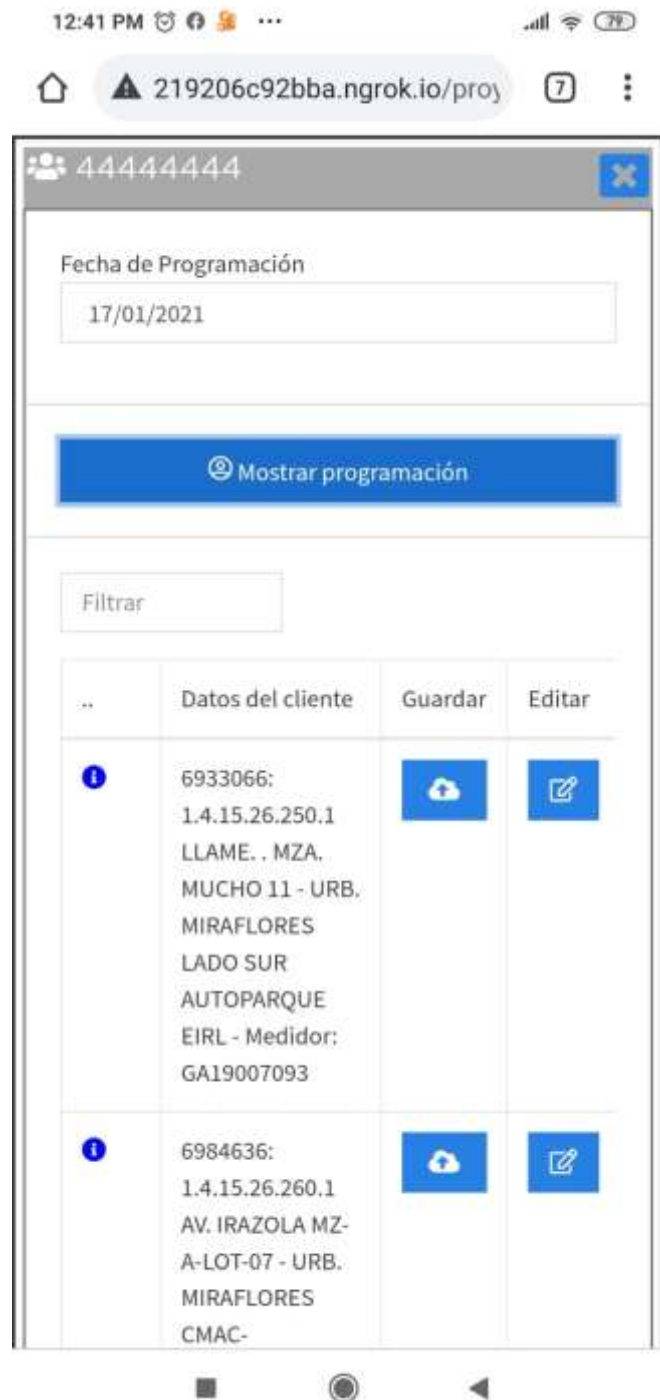 12:41 PM ... 79
219206c92bba.ngrok.io/proy 7
44444444
Fecha de Programación
17/01/2021
Mostrar programación
Filtrar
.. Datos del cliente Guardar Editar
6933066:
1.4.15.26.250.1
LLAME. . MZA.
MUCHO 11 - URB.
MIRAFLORES
LADO SUR
AUTOPARQUE
EIRL - Medidor:
GA19007093
6984636:
1.4.15.26.260.1
AV. IRAZOLA MZ-
A-LOT-07 - URB.
MIRAFLORES
CMAC-